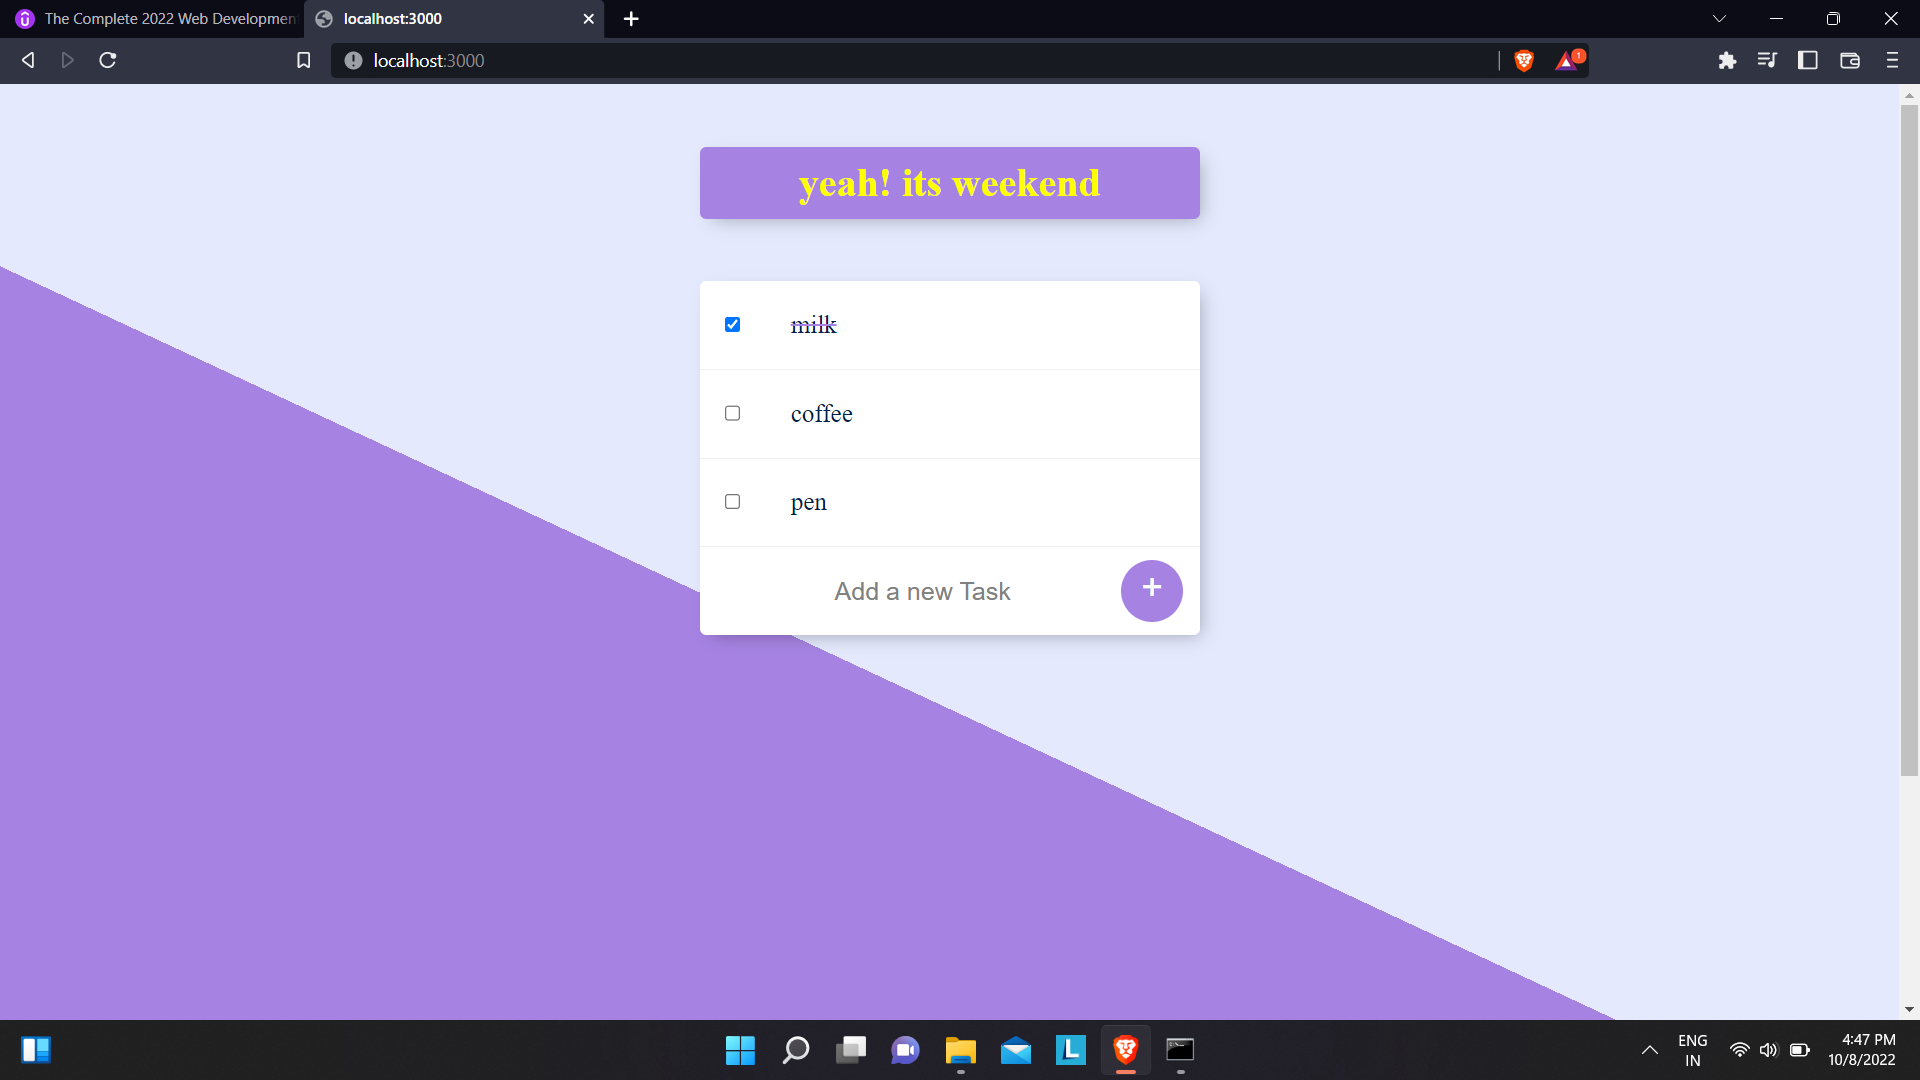 The Complete 2022 Web Developmen
localhost:3000
localhost:3000
1
yeah! its weekend
milk
coffee
pen
Add a new Task
+
L
ENG
IN
4:47 PM
10/8/2022